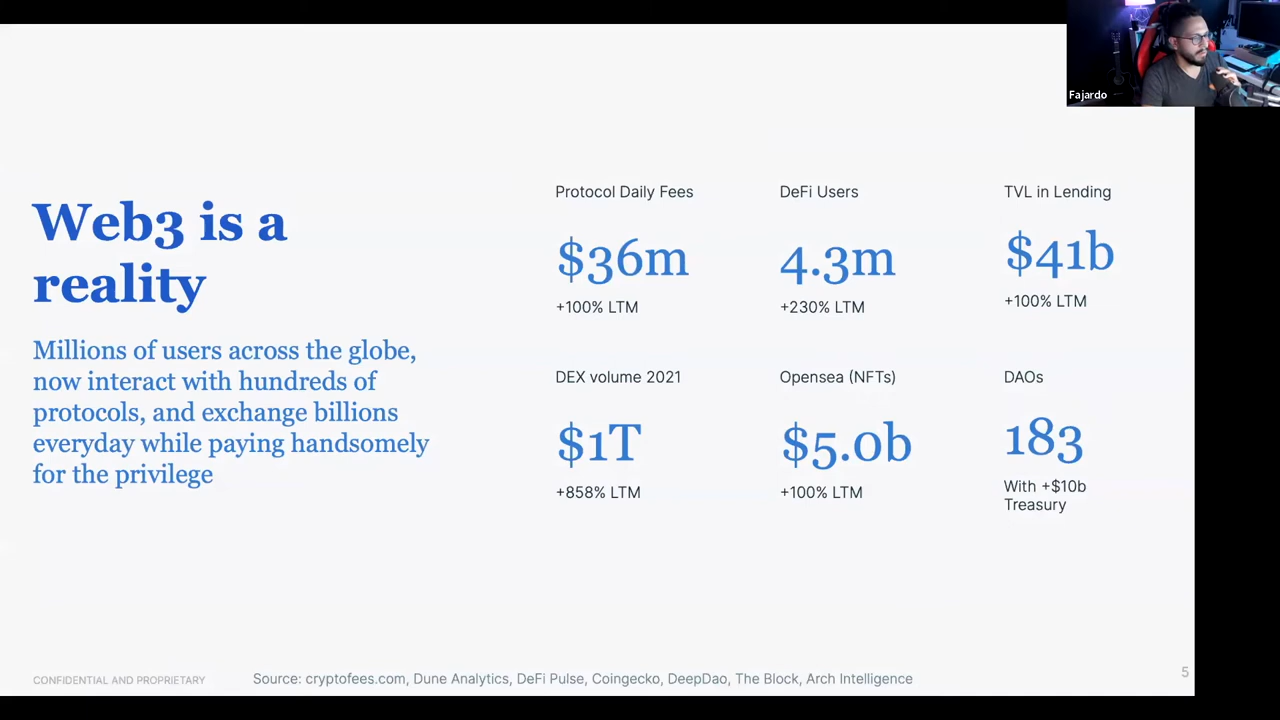 Fajardo
Web3 is a
reality
Millions of users across the globe,
now interact with hundreds of
protocols, and exchange billions
everyday while paying handsomely
for the privilege
Protocol Daily Fees
$36m
+100% LTM
DeFi Users
4.3m
+230% LTM
TVL in Lending
$41b
+100% LTM
DEX volume 2021
$1T
+858% LTM
Opensea (NFTs)
$5.0b
+100% LTM
DAOs
183
With +$10b
Treasury
CONFIDENTIAL AND PROPRIETARY
Source: cryptofees.com, Dune Analytics, DeFi Pulse, Coingecko, DeepDao, The Block, Arch Intelligence
5